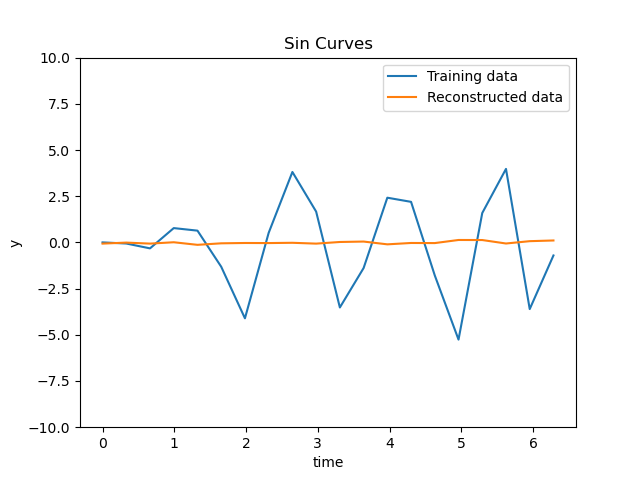 Sin Curves
10.0
7.5
5.0
2.5
0.0
−2.5
−5.0
−7.5
−10.0
y
Training data
Reconstructed data
0 1 2 3 4 5 6
time